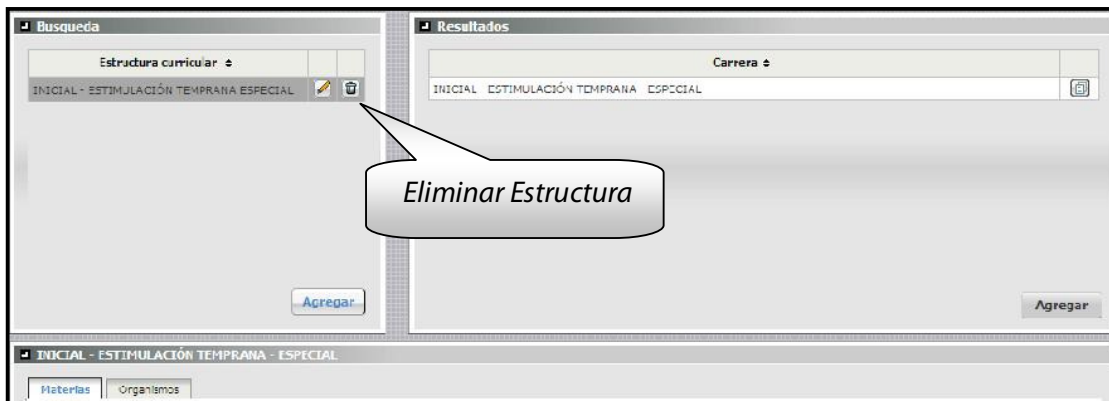 Busqueda
Estructura curricular
INICIAL - ESTIMULACIÓN TEMPRANA ESPECIAL
Agregar
Resultados
Carrera
INICIAL ESTIMULACIÓN TEMPRANA ESPECIAL
Agregar
Eliminar Estructura
INICIAL - ESTIMULACIÓN TEMPRANA - ESPECIAL
Materias
Organismos